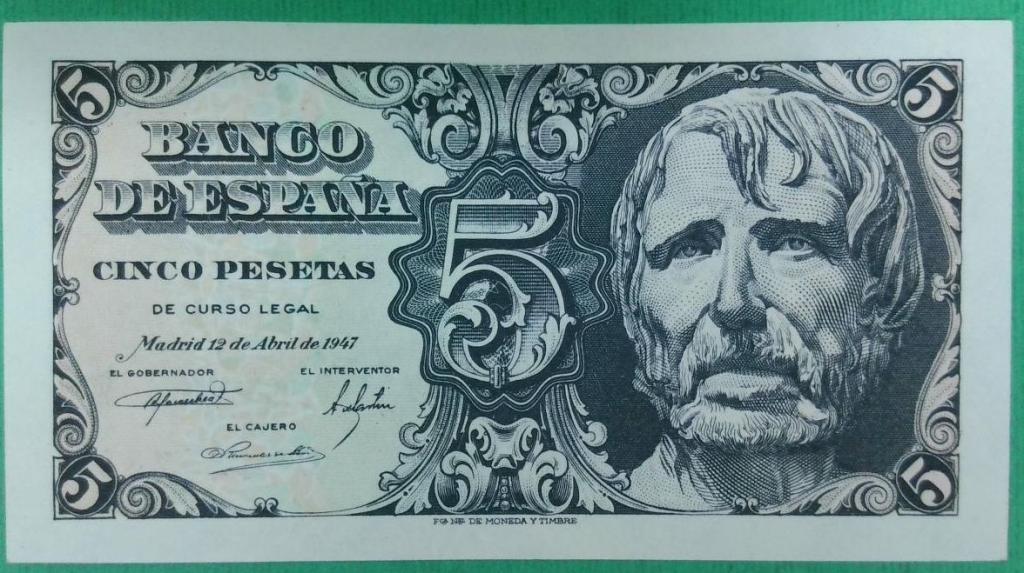 5
5
BANCO
DE ESPAÑA
CINCO PESETAS
DE CURSO LEGAL
Madrid 12 de Abril de 1947
EL GOBERNADOR
EL INTERVENTOR
EL CAJERO
5
5
5
FCA NAL DE MONEDA Y TIMBRE